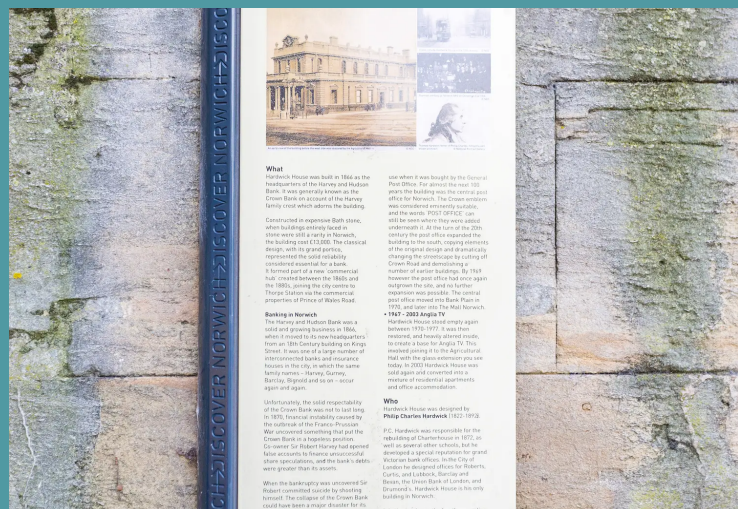 DISCOVER NORWICH
What
Hardwick House was built in 1866 as the
headquarters of the Harvey and Hudson
Bank. It was generally known as the
Crown Bank on account of the Harvey
family crest which adorns the building.
Constructed in expensive Bath stone,
when buildings entirely faced in
stone were still a rarity in Norwich,
the building cost £13,000. The classical
design, with its grand portico,
represented the solid reliability
considered essential for a bank.
It formed part of a new 'commercial
hub' created between the 1860s and
the 1880s, joining the city centre to
Thorpe Station via the commercial
properties of Prince of Wales Road.
Banking in Norwich
The Harvey and Hudson Bank was a
solid and growing business in 1866,
when it moved to its new headquarters
from an 18th Century building on Kings
Street. It was one of a large number of
interconnected banks and insurance
houses in the city, in which the same
family names – Harvey, Gurney,
Barclay, Bignold and so on – occur
again and again.
Unfortunately, the solid respectability
of the Crown Bank was not to last long.
In 1870, financial instability caused by
the outbreak of the Franco-Prussian
War uncovered something that put the
Crown Bank in a hopeless position.
Co-owner Sir Robert Harvey had opened
false accounts to finance unsuccessful
share speculations, and the bank's debts
were greater than its assets.
When the bankruptcy was uncovered Sir
Robert committed suicide by shooting
himself. The collapse of the Crown Bank
could have been a major disaster for its
use when it was bought by the General
Post Office. For almost the next 100
years the building was the central post
office for Norwich. The Crown emblem
was considered eminently suitable,
and the words 'POST OFFICE' can
still be seen where they were added
underneath it. At the turn of the 20th
century the post office expanded the
building to the south, copying elements
of the original design and dramatically
changing the streetscape by cutting off
Crown Road and demolishing a
number of earlier buildings. By 1969
however the post office had once again
outgrown the site, and no further
expansion was possible. The central
post office moved into Bank Plain in
1970, and later into The Mall Norwich.
• 1967 - 2003 Anglia TV
Hardwick House stood empty again
between 1970-1977. It was then
restored, and heavily altered inside,
to create a base for Anglia TV. This
involved joining it to the Agricultural
Hall with the glass extension you see
today. In 2003 Hardwick House was
sold again and converted into a
mixture of residential apartments
and office accommodation.
Who
Hardwick House was designed by
Philip Charles Hardwick (1822-1892).
P.C. Hardwick was responsible for the
rebuilding of Charterhouse in 1872, as
well as several other schools, but he
developed a special reputation for grand
Victorian bank offices. In the City of
London he designed offices for Roberts,
Curtis, and Lubbock, Barclay and
Bevan, the Union Bank of London, and
Drumond's. Hardwick House is his only
building in Norwich.